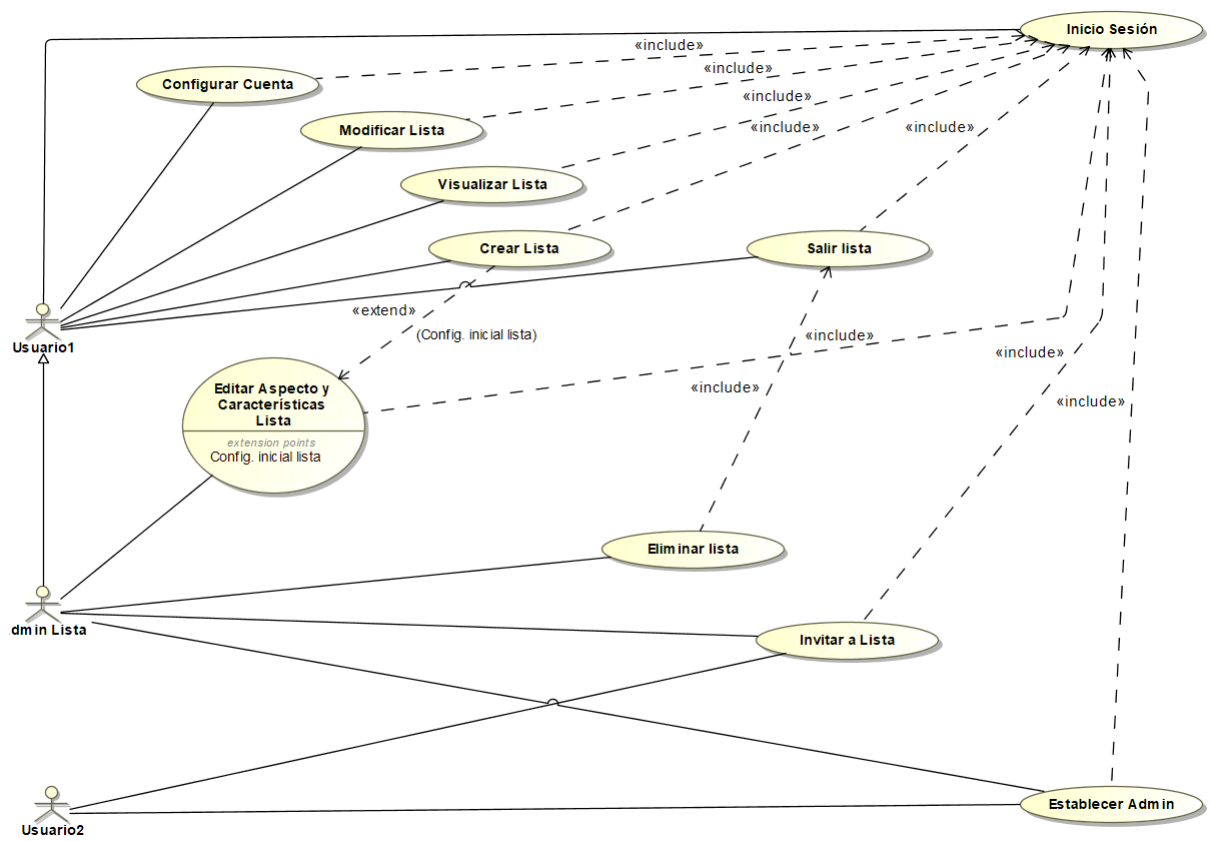 Inicio Sesión
«include»
«include»
Configurar Cuenta
«include»
Modificar Lista
«include»
«include»
Visualizar Lista
Crear Lista
Salir lista
«extend»
(Config. inicial lista)
«include»
Usuario1
«include»
Editar Aspecto y
Características
Lista
«include»
«include»
extension points
Config. inicial lista
Eliminar lista
dmin Lista
Invitar a Lista
Establecer Admin
Usuario2